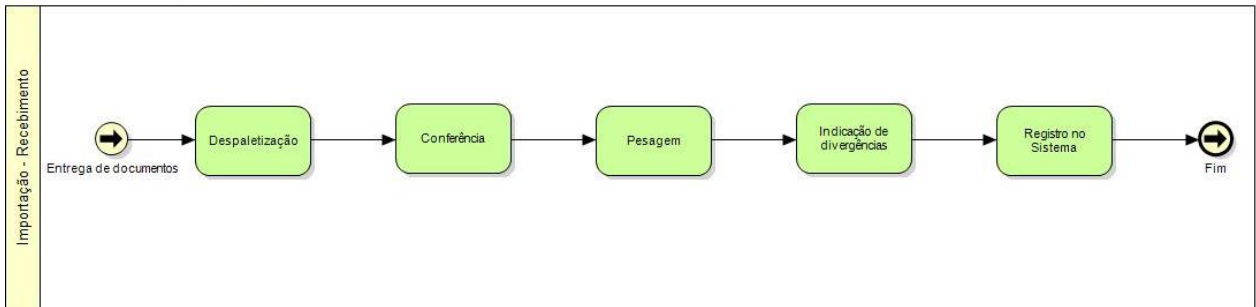 Importação - Recebimento
Entrega de documentos
Despaletização
Conferência
Pesagem
Indicação de
divergências
Registro no
Sistema
Fim